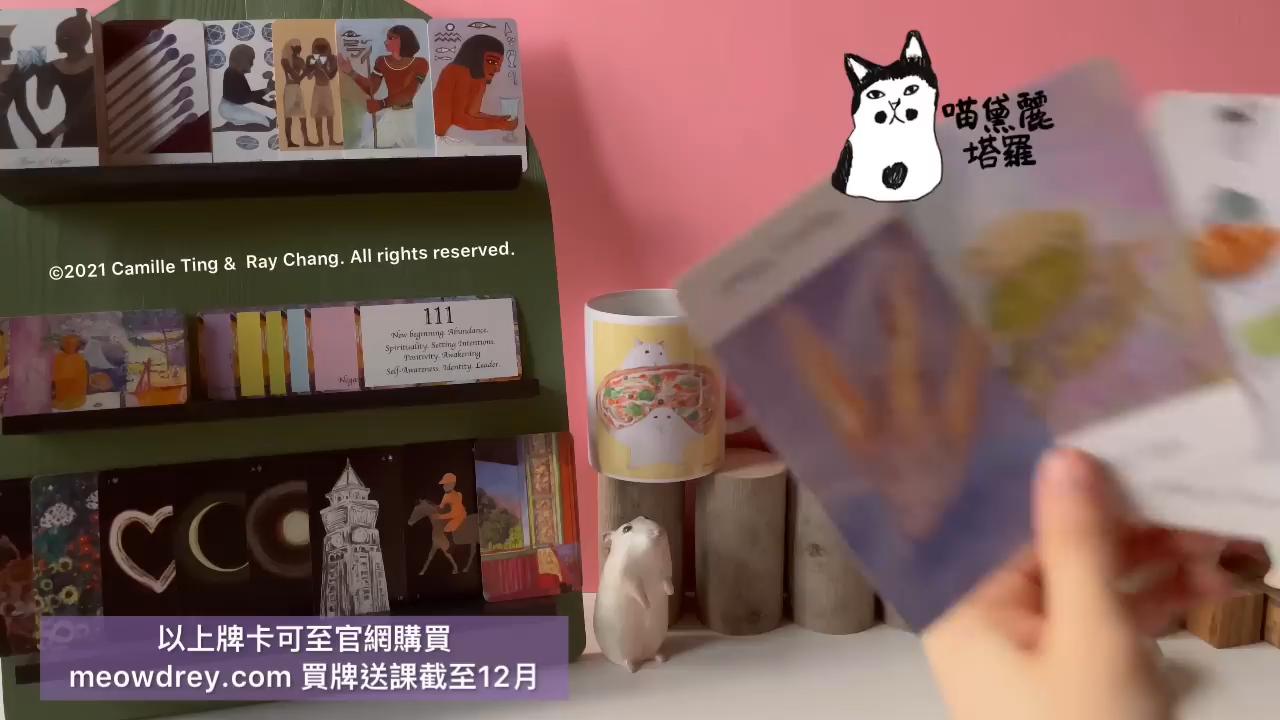 喵黛麗
塔羅
©2021 Camille Ting & Ray Chang. All rights reserved.
111
New beginning. Abundance.
Spirituality. Setting Intentions.
Positivity. Awakening
Self-Awareness. Identity. Leader.
以上牌卡可至官網購買
meowdrey.com 買牌送課截至12月